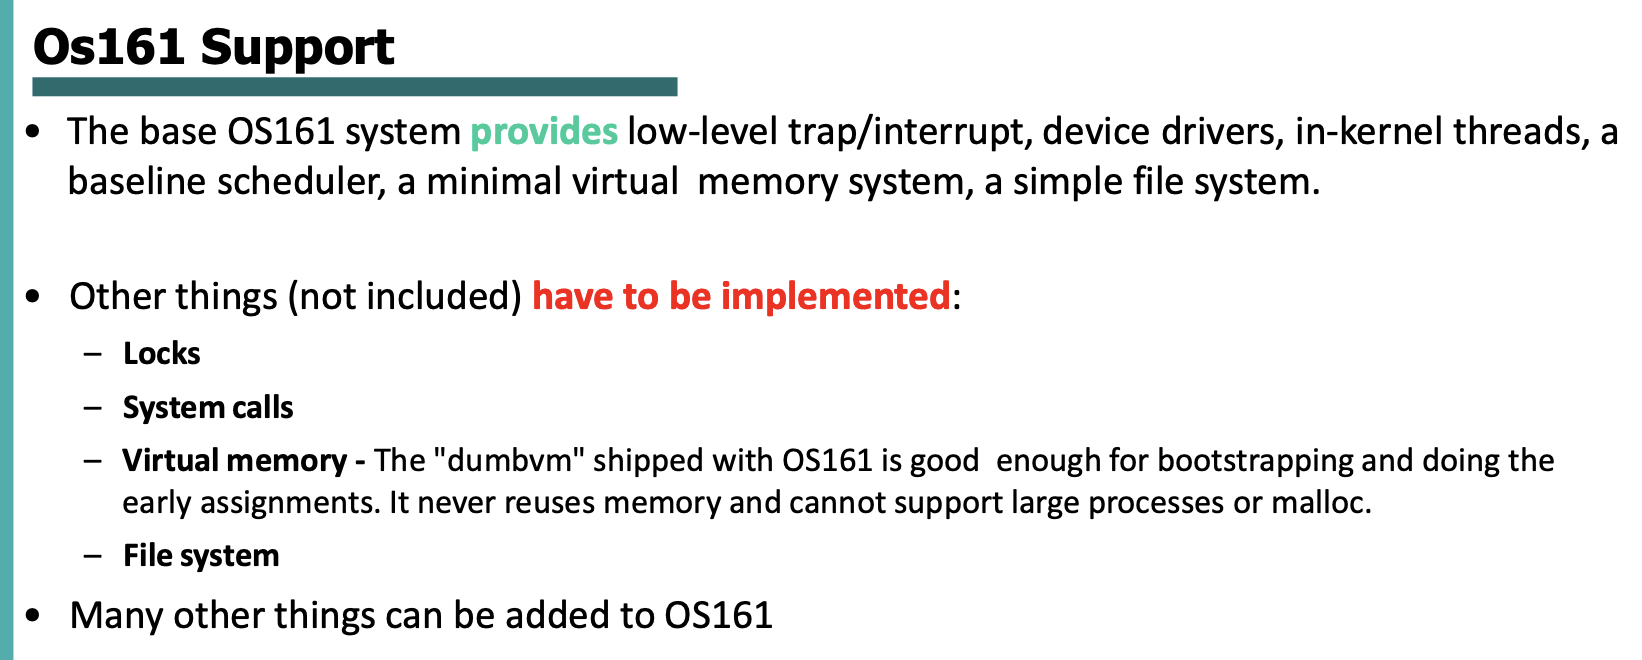 Os161 Support
• The base OS161 system provides low-level trap/interrupt, device drivers, in-kernel threads, a
baseline scheduler, a minimal virtual memory system, a simple file system.
• Other things (not included) have to be implemented:
– Locks
– System calls
– Virtual memory - The "dumbvm" shipped with OS161 is good enough for bootstrapping and doing the
early assignments. It never reuses memory and cannot support large processes or malloc.
– File system
• Many other things can be added to OS161